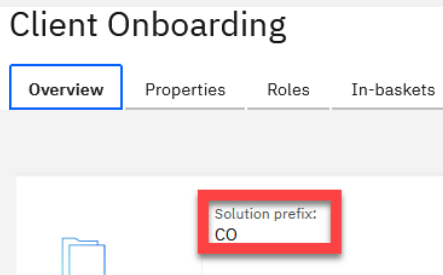 Client Onboarding
Overview Properties Roles In-baskets
Solution prefix:
CO